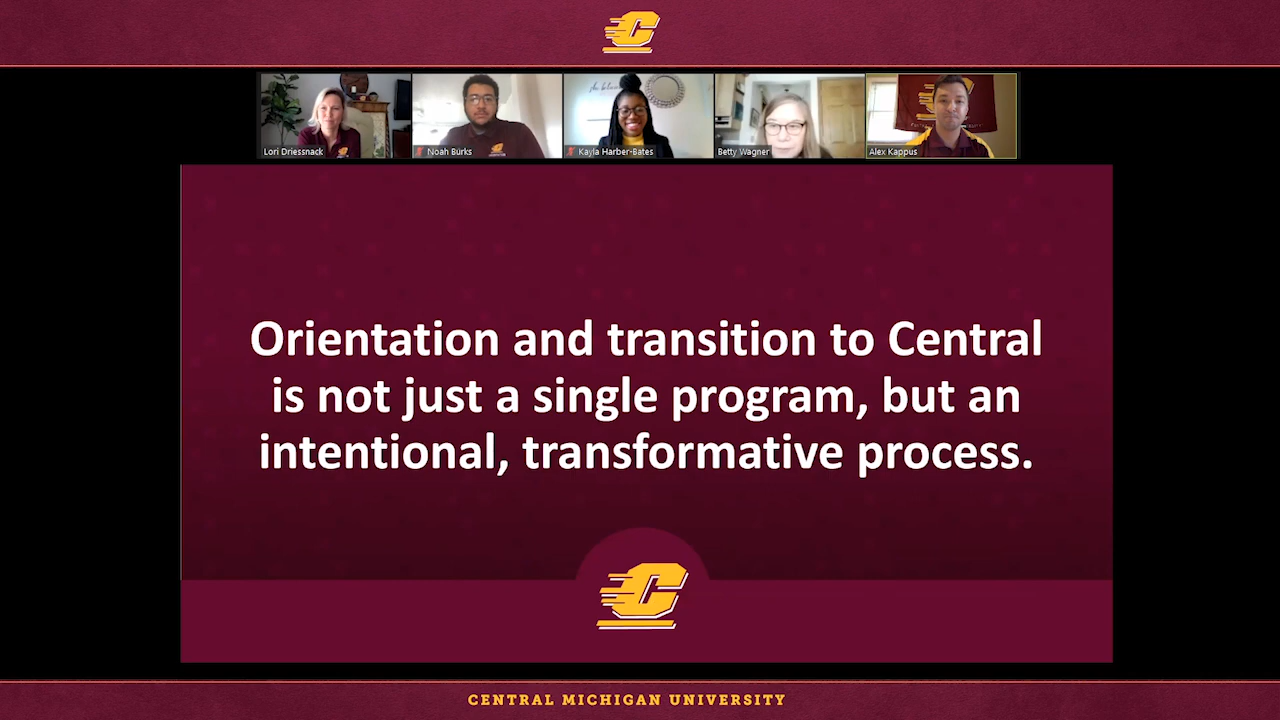 Lori Driessnack
Noah Burks
Kayla Harber-Bates
Betty Wagner
Alex Kappus
Orientation and transition to Central
is not just a single program, but an
intentional, transformative process.
CENTRAL MICHIGAN UNIVERSITY